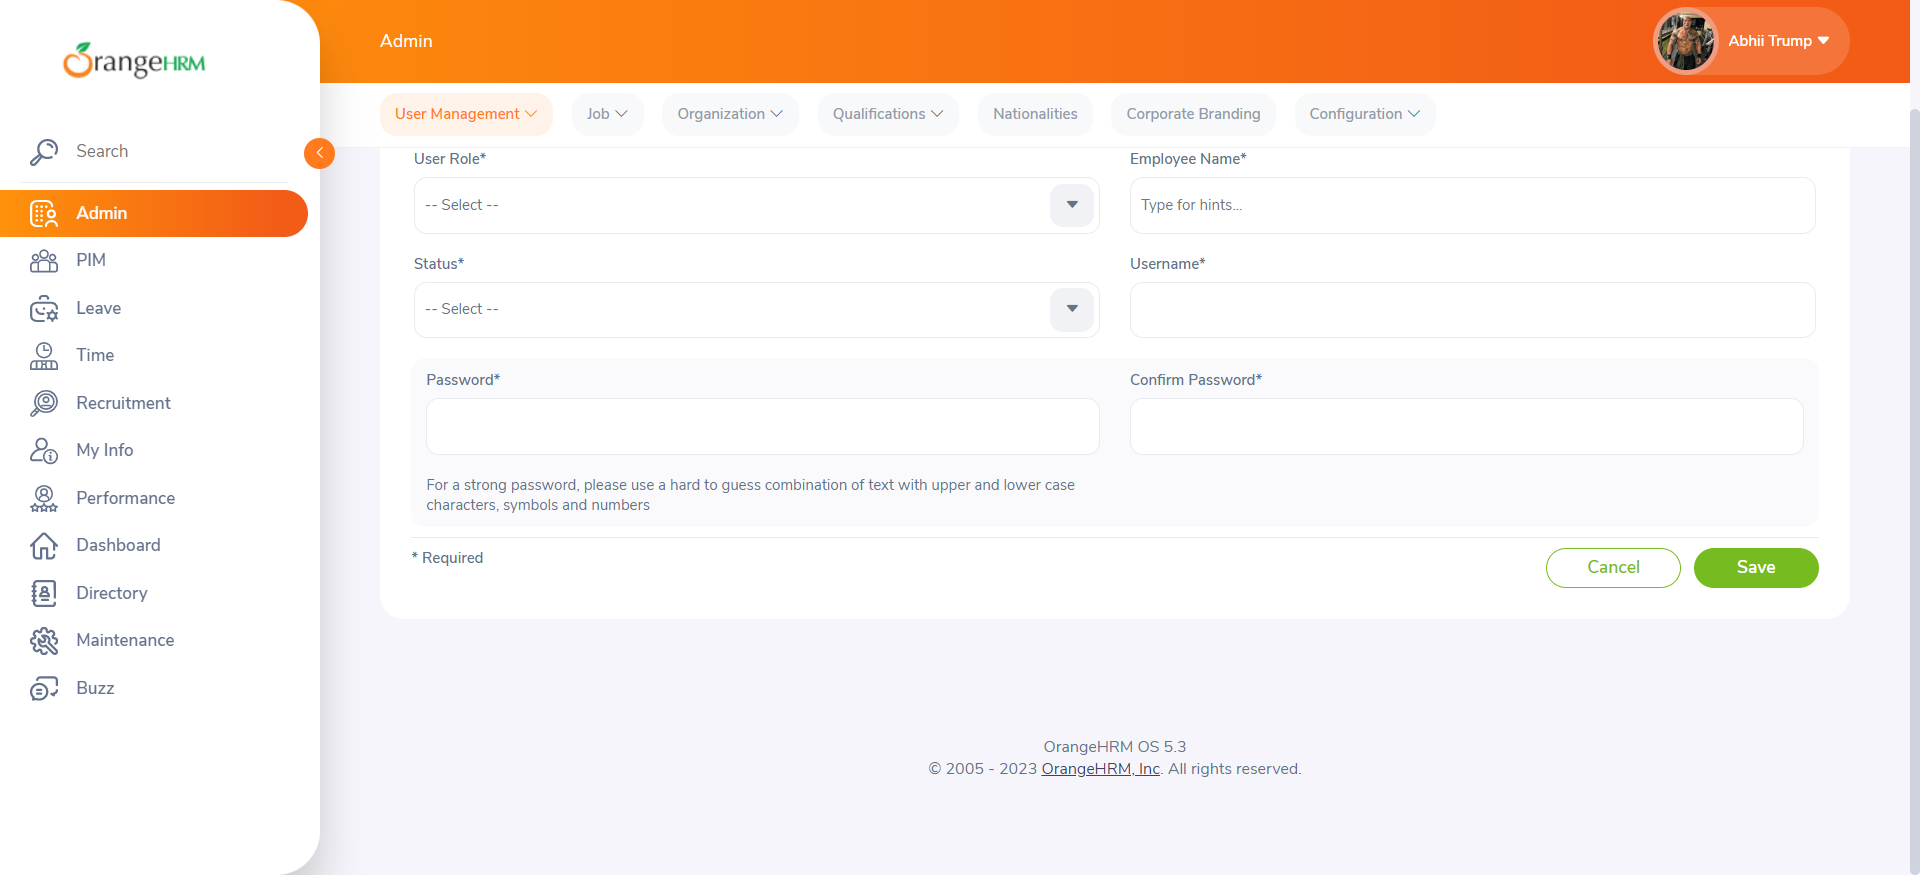 OrangeHRM
Search
Admin
PIM
Leave
Time
Recruitment
My Info
Performance
Dashboard
Directory
Maintenance
Buzz
Admin
Abhii Trump
User Management
Job
Organization
Qualifications
Nationalities
Corporate Branding
Configuration
User Role*
-- Select --
Employee Name*
Type for hints...
Status*
-- Select --
Username*
Password*
Confirm Password*
For a strong password, please use a hard to guess combination of text with upper and lower case
characters, symbols and numbers
* Required
Cancel
Save
OrangeHRM OS 5.3
© 2005 - 2023 OrangeHRM, Inc. All rights reserved.